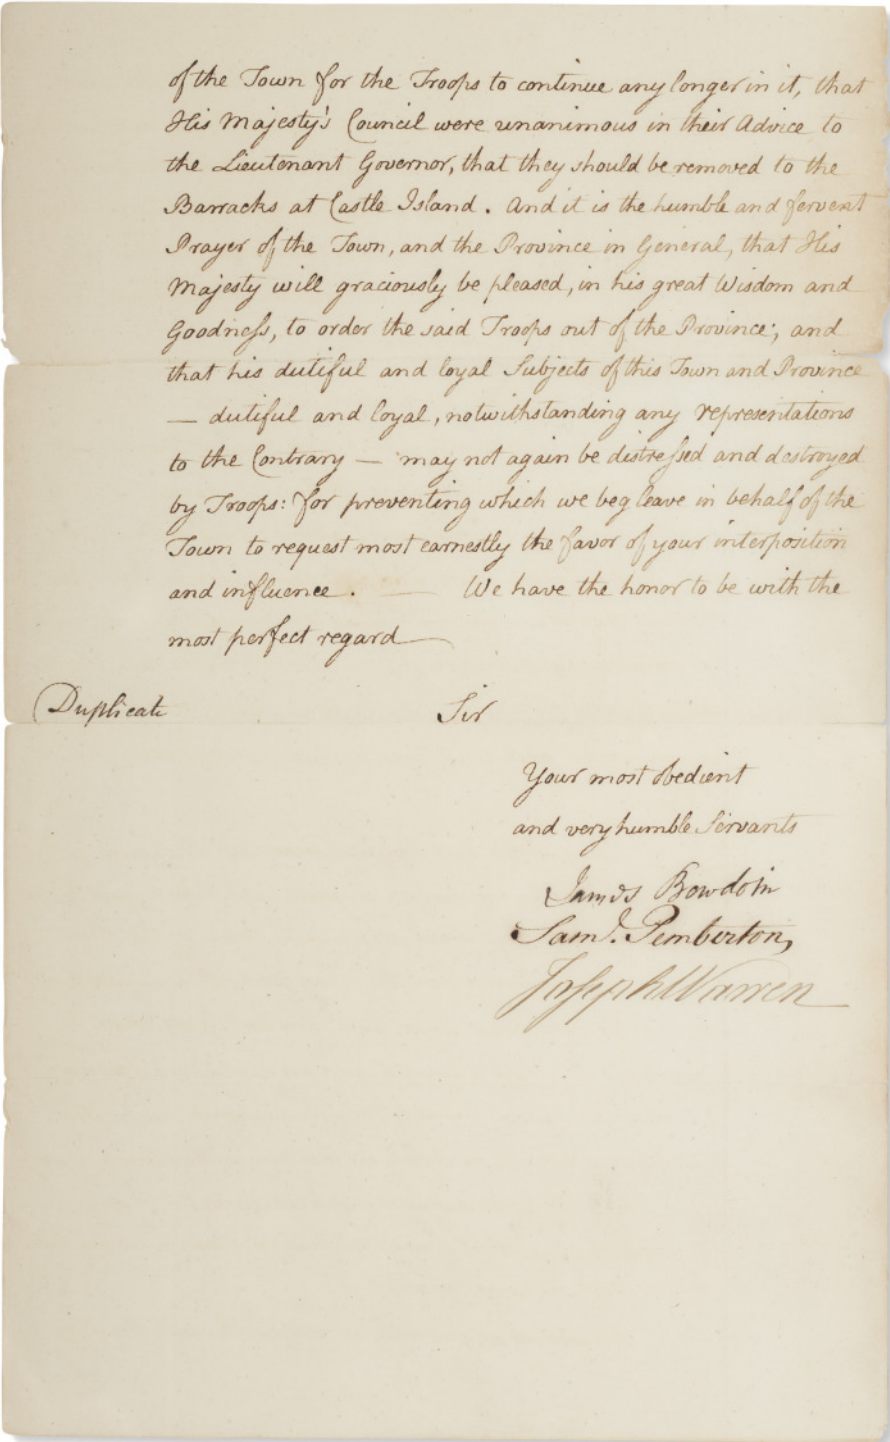 of the Town for the Troops to continue any longer in it, that
His Majesty's Council were unanimous in their Advice to
the Lieutenant Governor, that they should be removed to the
Barracks at Castle Island. And it is the humble and fervent
Prayer of the Town, and the Province in General, that His
Majesty will graciously be pleased, in his great Wisdom and
Goodness, to order the said Troops out of the Province; and
that his dutiful and loyal Subjects of this Town and Province
— dutiful and loyal, notwithstanding any representations
to the Contrary — may not again be distressed and destroyed
by Troops: for preventing which we beg leave in behalf of the
Town to request most earnestly the favor of your interposition
and influence. — We have the honor to be with the
most perfect regard —
Duplicate Sir
Your most obedient
and very humble Servants
James Bowdoin
Saml. Pemberton,
Joseph Warren